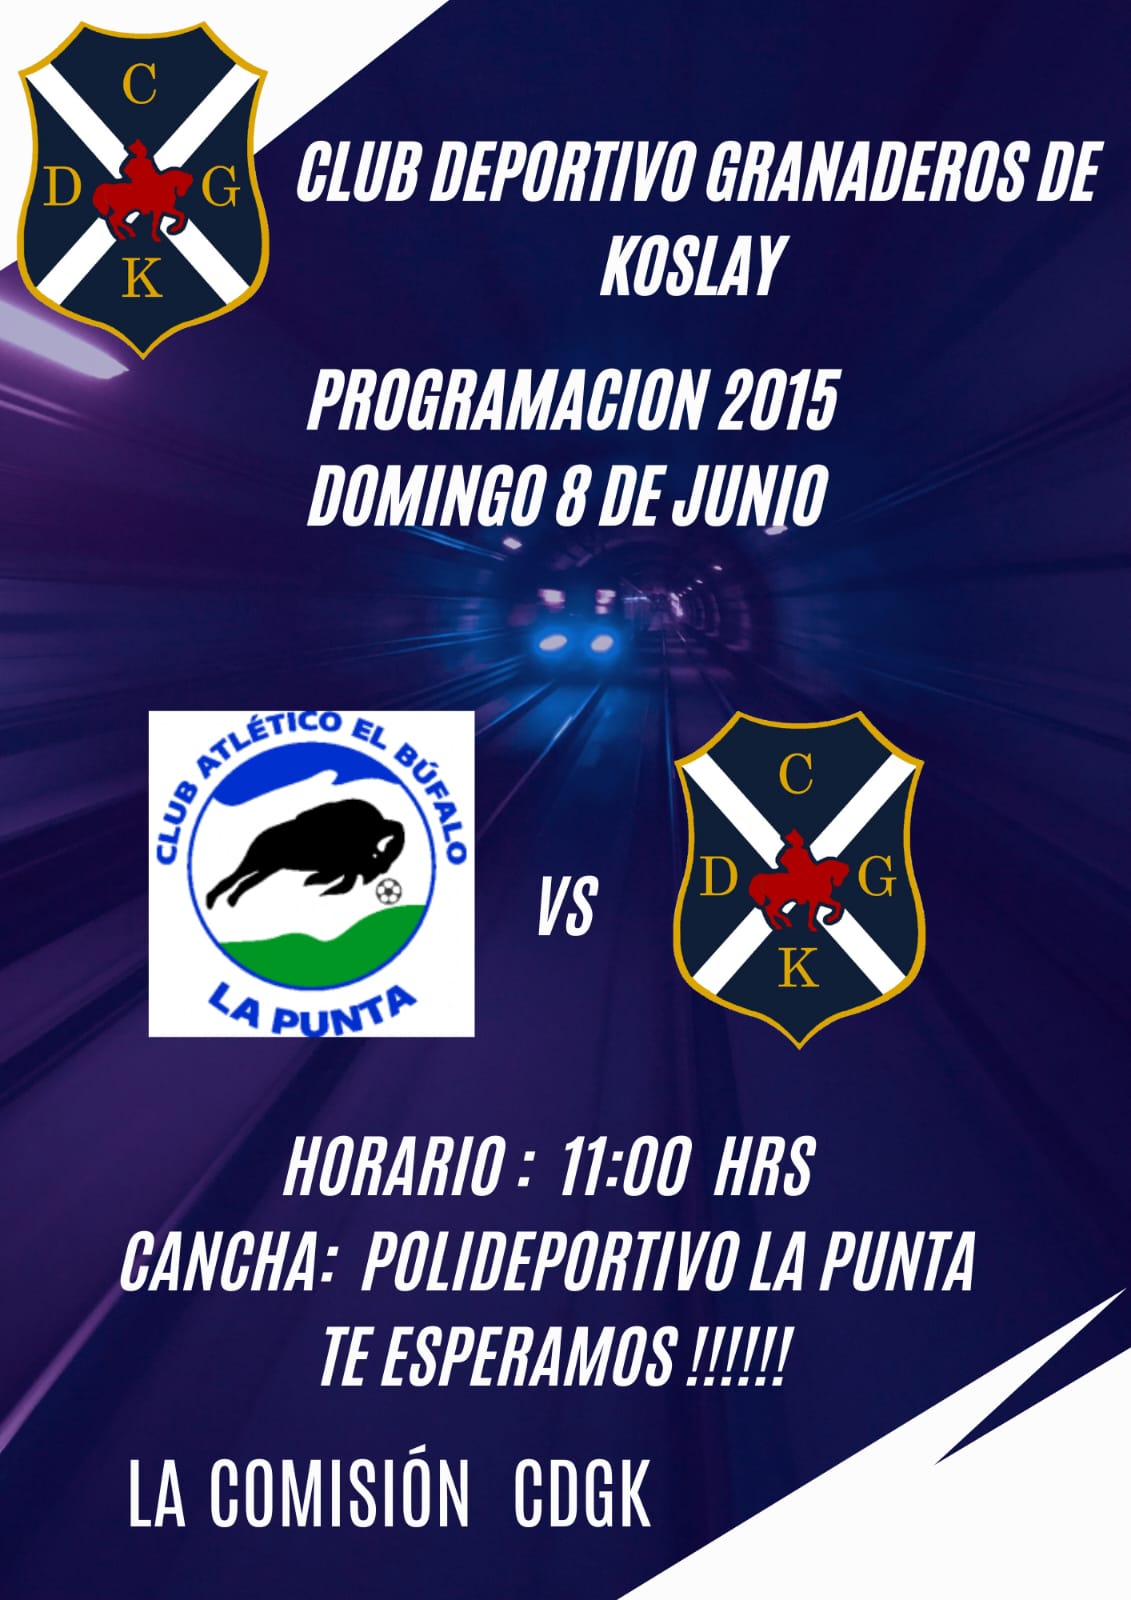 C
D G
K
CLUB DEPORTIVO GRANADEROS DE
KOSLAY
PROGRAMACION 2015
DOMINGO 8 DE JUNIO
CLUB ATLÉTICO EL BÚFALO
LA PUNTA
VS
C
D G
K
HORARIO : 11:00 HRS
CANCHA: POLIDEPORTIVO LA PUNTA
TE ESPERAMOS !!!!!!
LA COMISIÓN CDGK